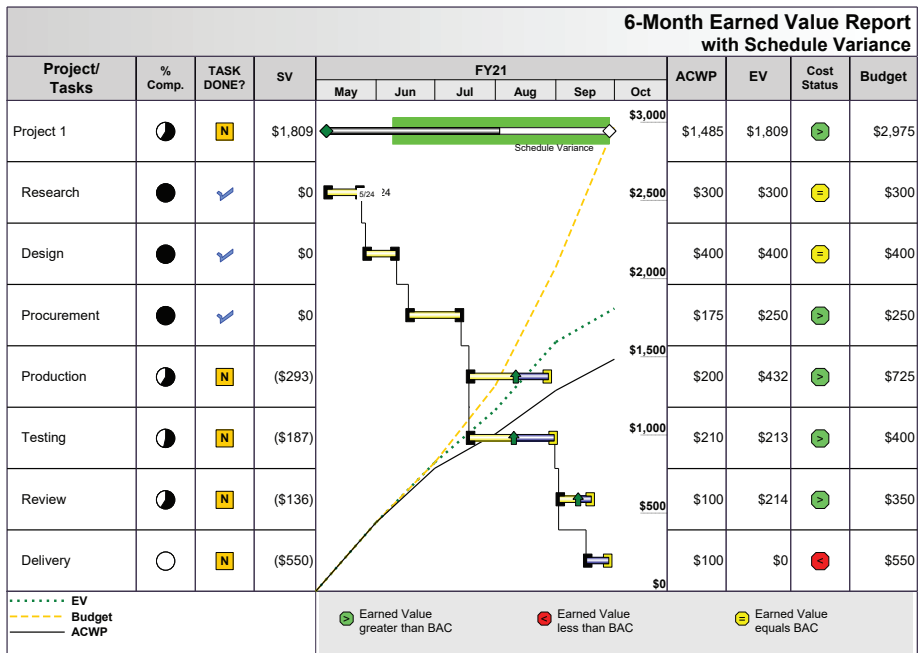 6-Month Earned Value Report
with Schedule Variance
Project/
Tasks
%
Comp.
TASK
DONE?
SV
FY21
May Jun Jul Aug Sep Oct
ACWP
EV
Cost
Status
Budget
Project 1 N $1,809 $1,485 $1,809 > $2,975
$3,000
Schedule Variance
Research $0 5/24 24 $300 $300 = $300
$2,500
Design $0 $400 $400 = $400
$2,000
Procurement $0 $175 $250 > $250
$1,500
Production N ($293) $200 $432 > $725
$1,000
Testing N ($187) $210 $213 > $400
Review N ($136) $100 $214 > $350
$500
Delivery N ($550) $100 $0 < $550
$0
EV
Budget
ACWP
> Earned Value
greater than BAC
< Earned Value
less than BAC
= Earned Value
equals BAC